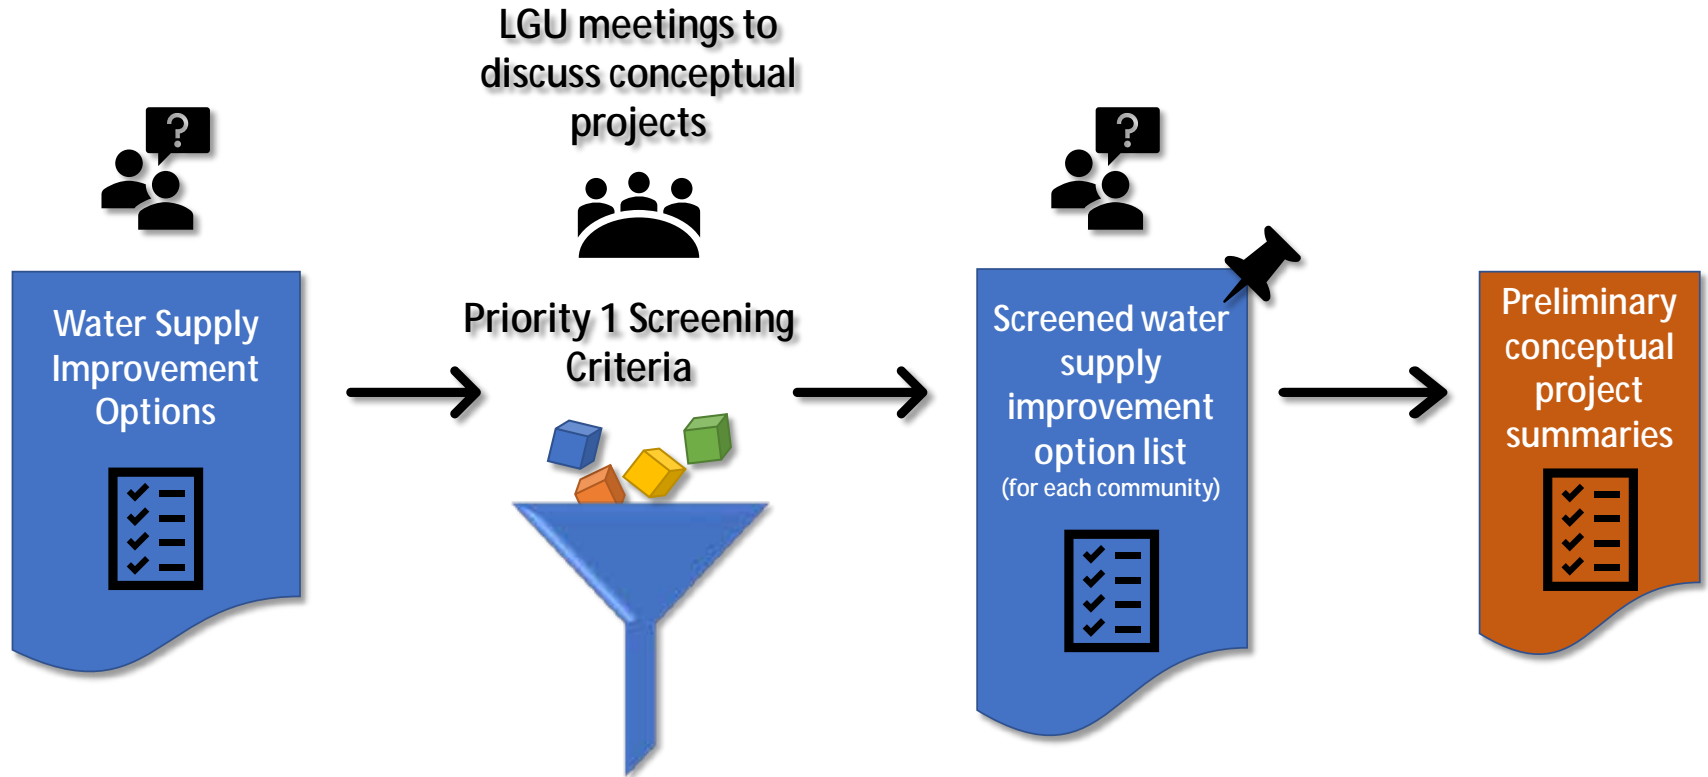 LGU meetings to
discuss conceptual
projects
?
?
Water Supply
Improvement
Options
Priority 1 Screening
Criteria
Screened water
supply
improvement
option list
(for each community)
Preliminary
conceptual
project
summaries